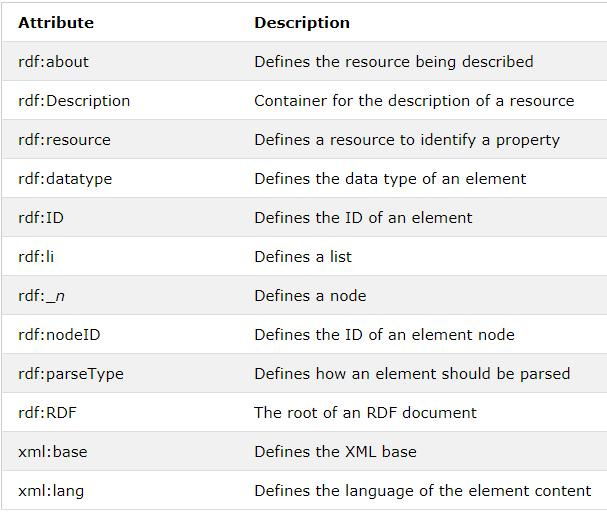 Attribute Description
rdf:about Defines the resource being described
rdf:Description Container for the description of a resource
rdf:resource Defines a resource to identify a property
rdf:datatype Defines the data type of an element
rdf:ID Defines the ID of an element
rdf:li Defines a list
rdf:_n Defines a node
rdf:nodeID Defines the ID of an element node
rdf:parseType Defines how an element should be parsed
rdf:RDF The root of an RDF document
xml:base Defines the XML base
xml:lang Defines the language of the element content